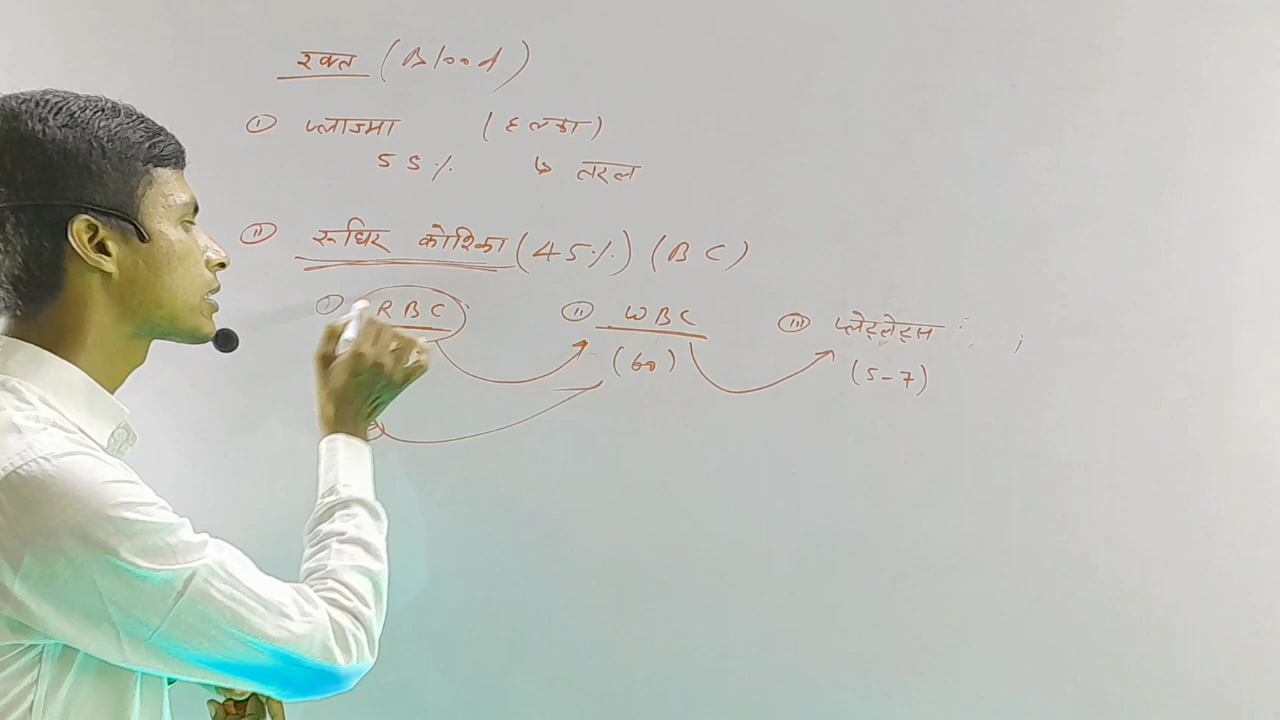 रक्त (Blood)
① प्लाज्मा (हल्का)
55% ↳ तरल
② रूधिर कोशिका (45%) (BC)
① RBC ② WBC ③ प्लेटलेट्स
(60) (5-7)